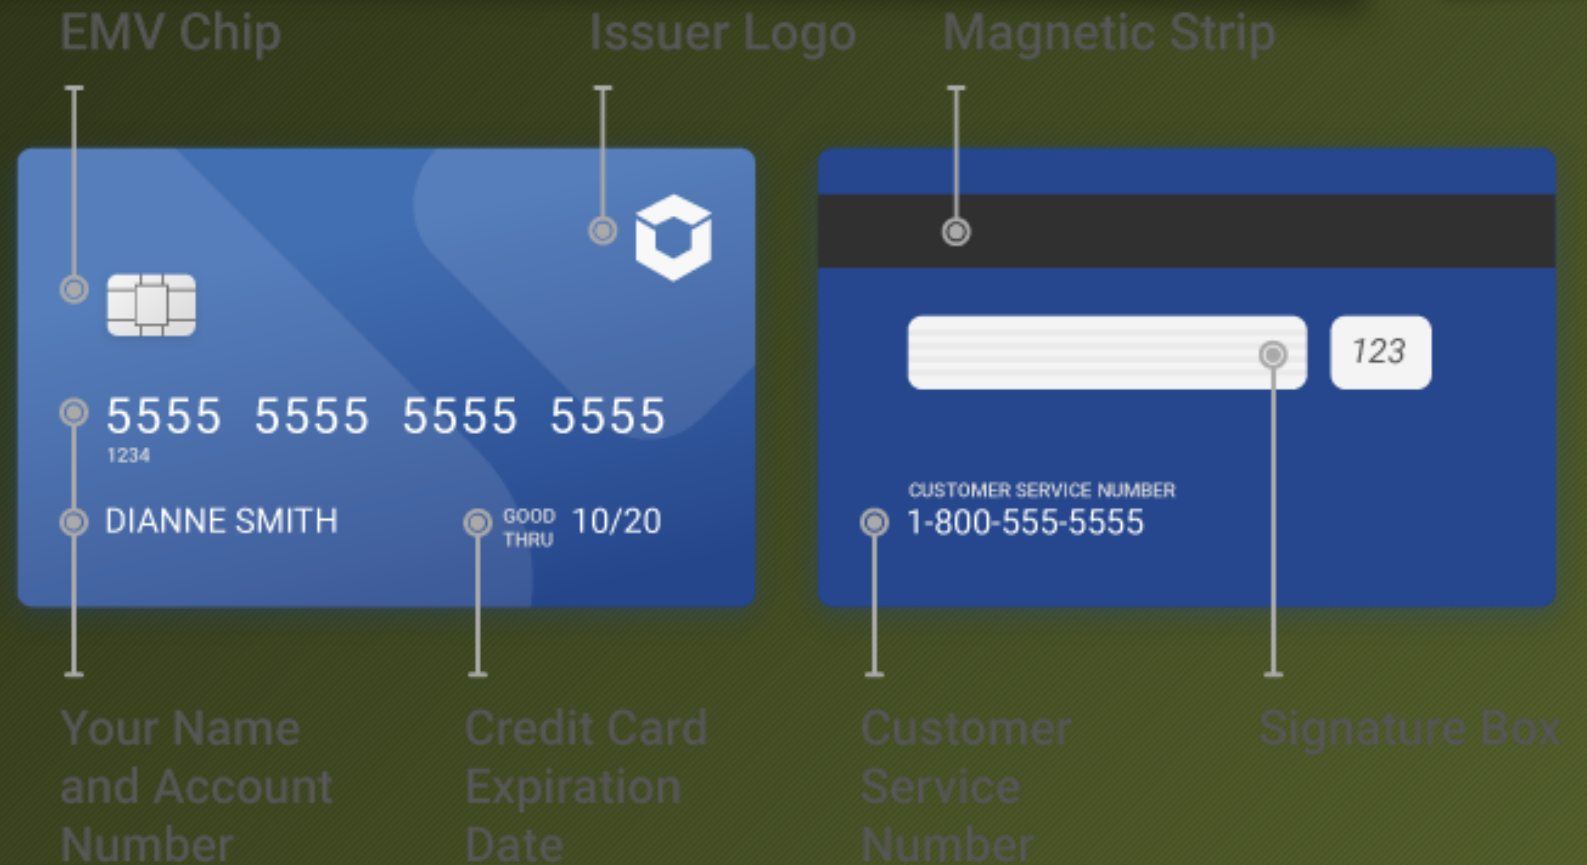 EMV Chip
Issuer Logo
Magnetic Strip
5555 5555 5555 5555
1234
DIANNE SMITH
GOOD
THRU
10/20
123
CUSTOMER SERVICE NUMBER
1-800-555-5555
Your Name
and Account
Number
Credit Card
Expiration
Date
Customer
Service
Number
Signature Box